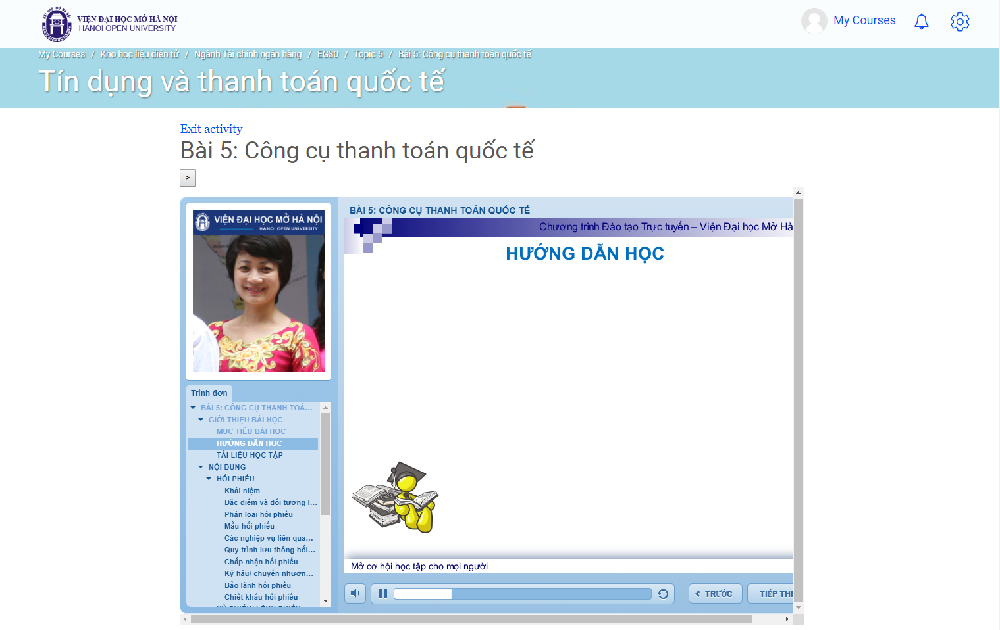 VIỆN ĐẠI HỌC MỞ HÀ NỘI
HANOI OPEN UNIVERSITY
My Courses
My Courses / Kho học liệu điện tử / Ngành Tài chính ngân hàng / EG30 / Topic 5 / Bài 5: Công cụ thanh toán quốc tế
Tín dụng và thanh toán quốc tế
Exit activity
Bài 5: Công cụ thanh toán quốc tế
>
VIỆN ĐẠI HỌC MỞ HÀ NỘI
HANOI OPEN UNIVERSITY
BÀI 5: CÔNG CỤ THANH TOÁN QUỐC TẾ
Chương trình Đào tạo Trực tuyến – Viện Đại học Mở Hà
HƯỚNG DẪN HỌC
Trình đơn
BÀI 5: CÔNG CỤ THANH TOÁ...
GIỚI THIỆU BÀI HỌC
MỤC TIÊU BÀI HỌC
HƯỚNG DẪN HỌC
TÀI LIỆU HỌC TẬP
NỘI DUNG
HỐI PHIẾU
Khái niệm
Đặc điểm và đối tượng l...
Phân loại hối phiếu
Mẫu hối phiếu
Các nghiệp vụ liên qua...
Quy trình lưu thông hối...
Chấp nhận hối phiếu
Ký hậu/ chuyển nhượn...
Bảo lãnh hối phiếu
Chiết khấu hối phiếu
Mở cơ hội học tập cho mọi người
TRƯỚC
TIẾP THE